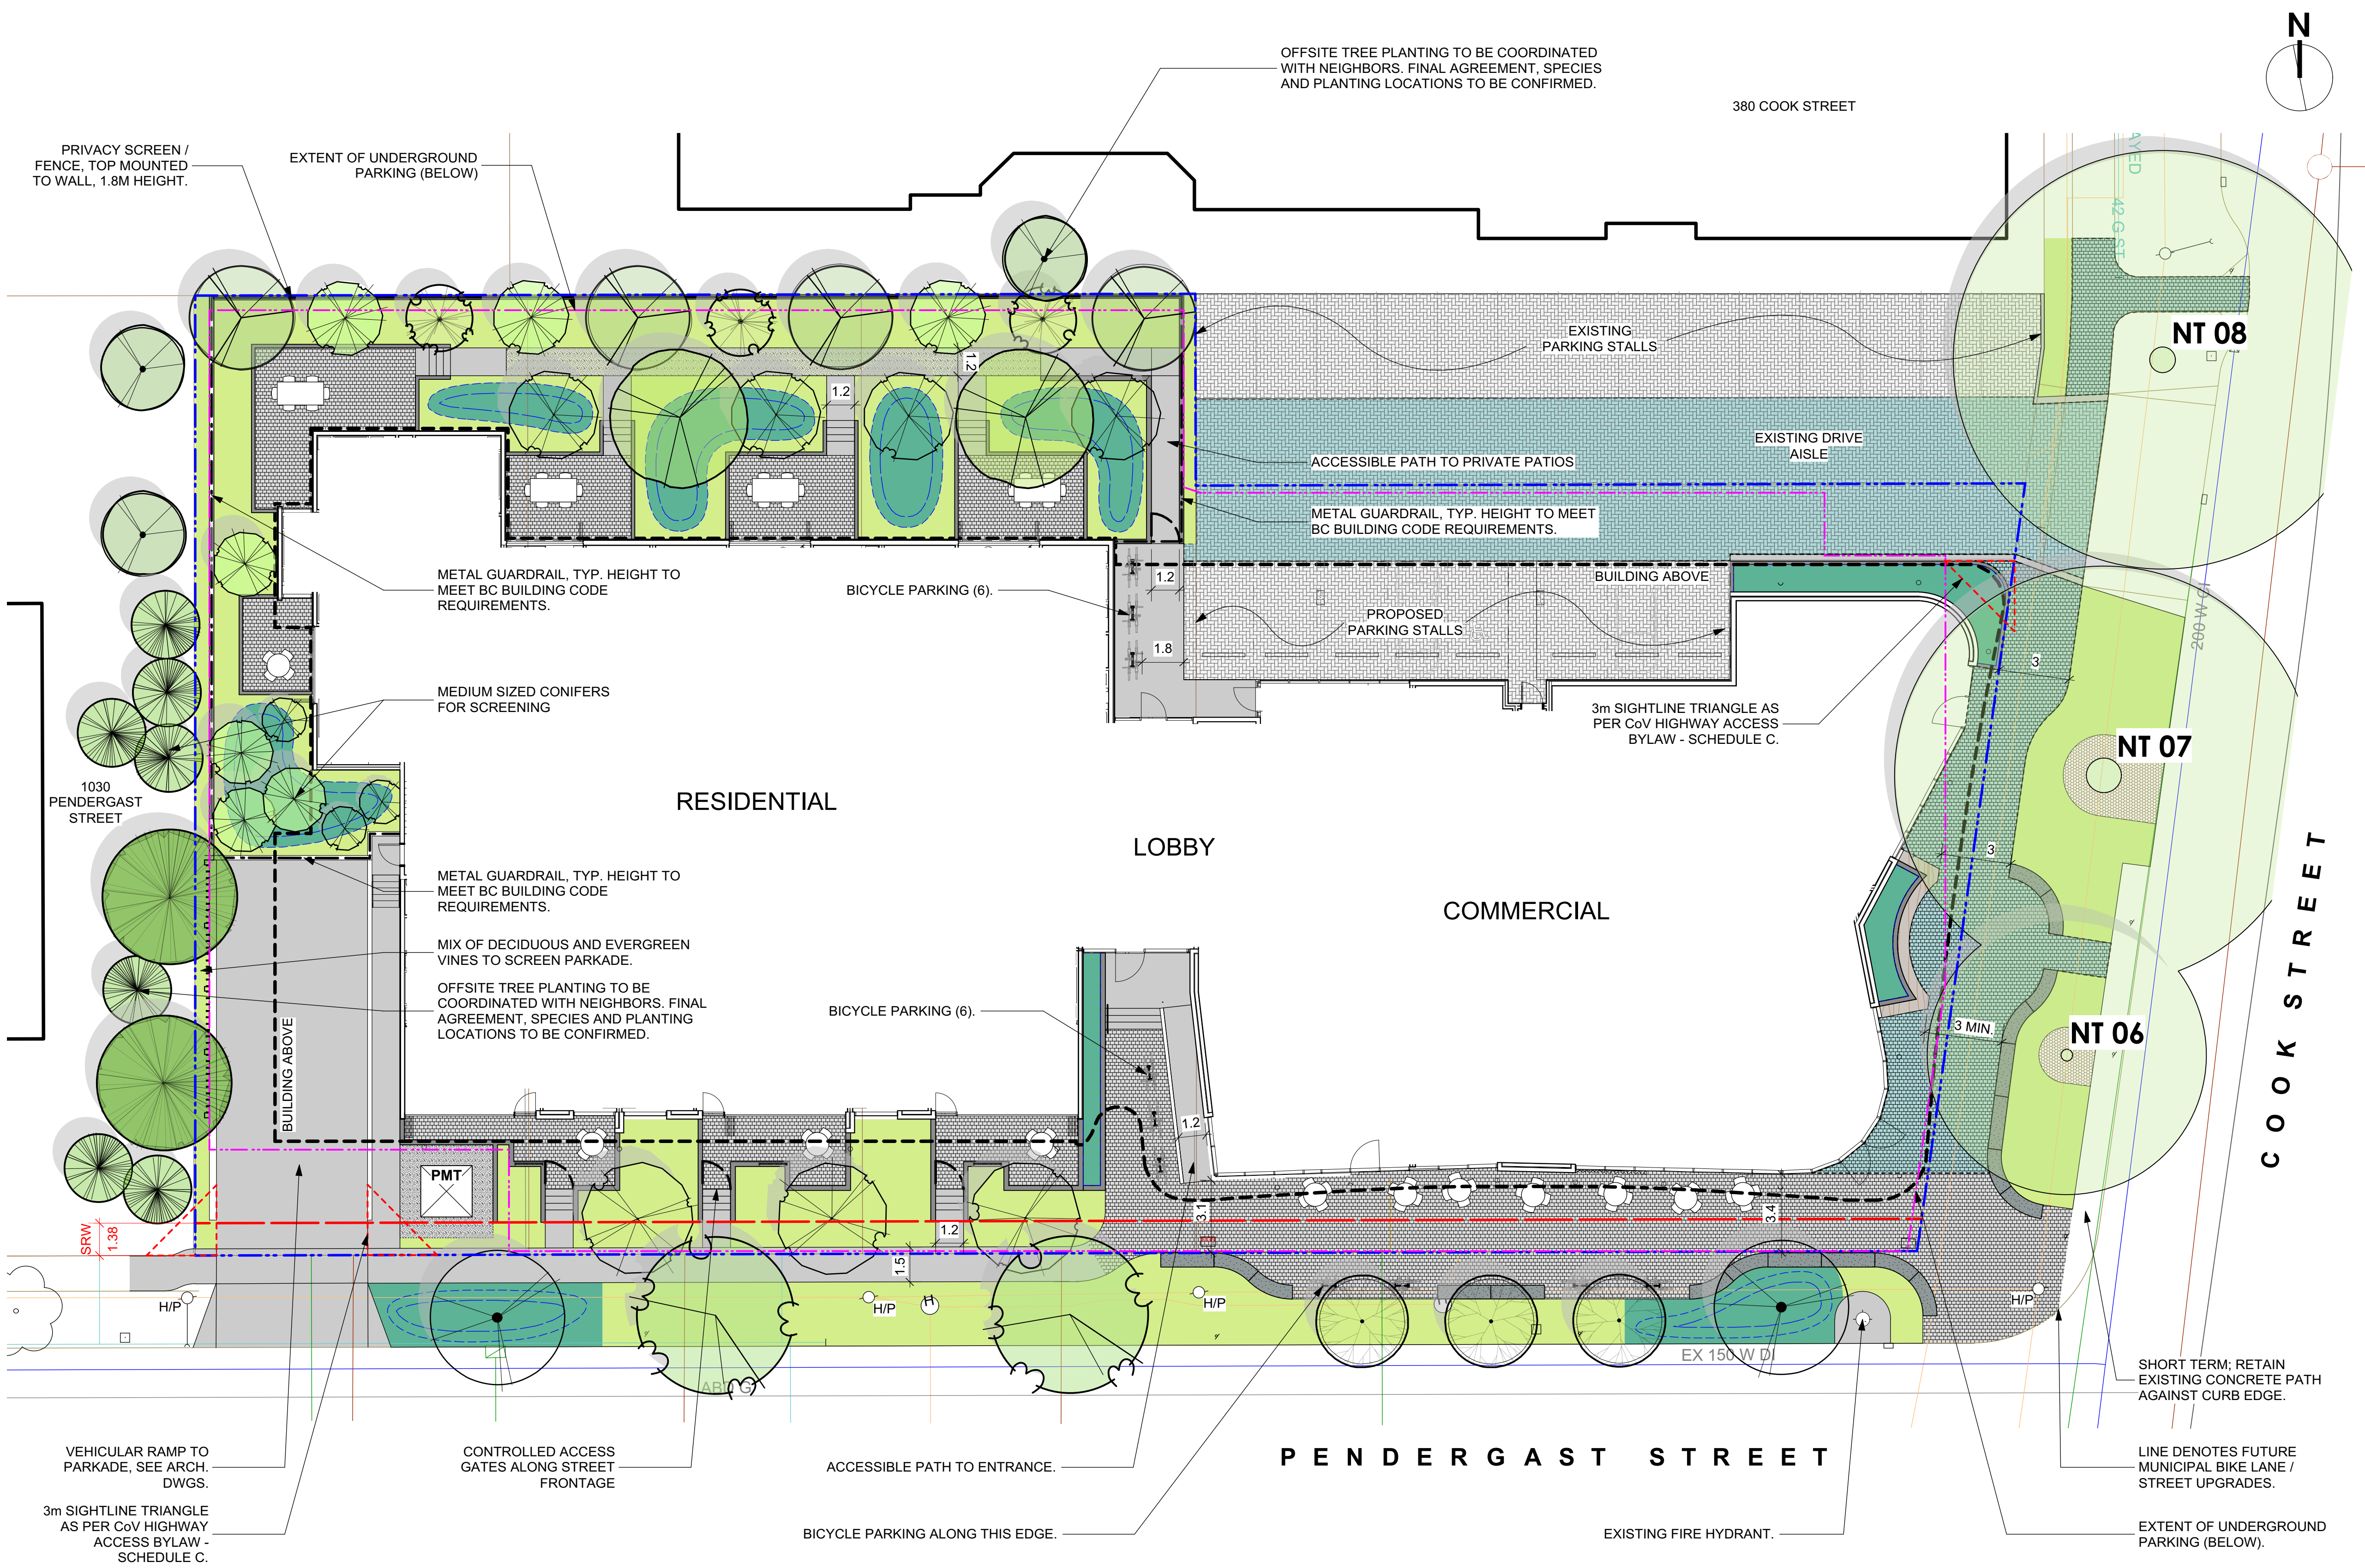 N
OFFSITE TREE PLANTING TO BE COORDINATED
WITH NEIGHBORS. FINAL AGREEMENT, SPECIES
AND PLANTING LOCATIONS TO BE CONFIRMED.
380 COOK STREET
PRIVACY SCREEN /
FENCE, TOP MOUNTED
TO WALL, 1.8M HEIGHT.
EXTENT OF UNDERGROUND
PARKING (BELOW)
AYED
42 G ST
NT 08
EXISTING
PARKING STALLS
1.2
1.2
EXISTING DRIVE
AISLE
ACCESSIBLE PATH TO PRIVATE PATIOS
METAL GUARDRAIL, TYP. HEIGHT TO MEET
BC BUILDING CODE REQUIREMENTS.
METAL GUARDRAIL, TYP. HEIGHT TO
MEET BC BUILDING CODE
REQUIREMENTS.
BICYCLE PARKING (6).
1.2
BUILDING ABOVE
PROPOSED
PARKING STALLS
1.8
200 W DI
3
MEDIUM SIZED CONIFERS
FOR SCREENING
3m SIGHTLINE TRIANGLE AS
PER CoV HIGHWAY ACCESS
BYLAW - SCHEDULE C.
NT 07
1030
PENDERGAST
STREET
RESIDENTIAL
LOBBY
COMMERCIAL
3
METAL GUARDRAIL, TYP. HEIGHT TO
MEET BC BUILDING CODE
REQUIREMENTS.
MIX OF DECIDUOUS AND EVERGREEN
VINES TO SCREEN PARKADE.
OFFSITE TREE PLANTING TO BE
COORDINATED WITH NEIGHBORS. FINAL
AGREEMENT, SPECIES AND PLANTING
LOCATIONS TO BE CONFIRMED.
BICYCLE PARKING (6).
3 MIN.
NT 06
COOK STREET
BUILDING ABOVE
1.2
PMT
SRW
1.38
1.2
1.5
3.1
3.4
H/P
H/P
H
H/P
H/P
EX 150 W DI
ABD G
SHORT TERM; RETAIN
EXISTING CONCRETE PATH
AGAINST CURB EDGE.
VEHICULAR RAMP TO
PARKADE, SEE ARCH.
DWGS.
CONTROLLED ACCESS
GATES ALONG STREET
FRONTAGE
ACCESSIBLE PATH TO ENTRANCE.
PENDERGAST STREET
LINE DENOTES FUTURE
MUNICIPAL BIKE LANE /
STREET UPGRADES.
3m SIGHTLINE TRIANGLE
AS PER CoV HIGHWAY
ACCESS BYLAW -
SCHEDULE C.
BICYCLE PARKING ALONG THIS EDGE.
EXISTING FIRE HYDRANT.
EXTENT OF UNDERGROUND
PARKING (BELOW).